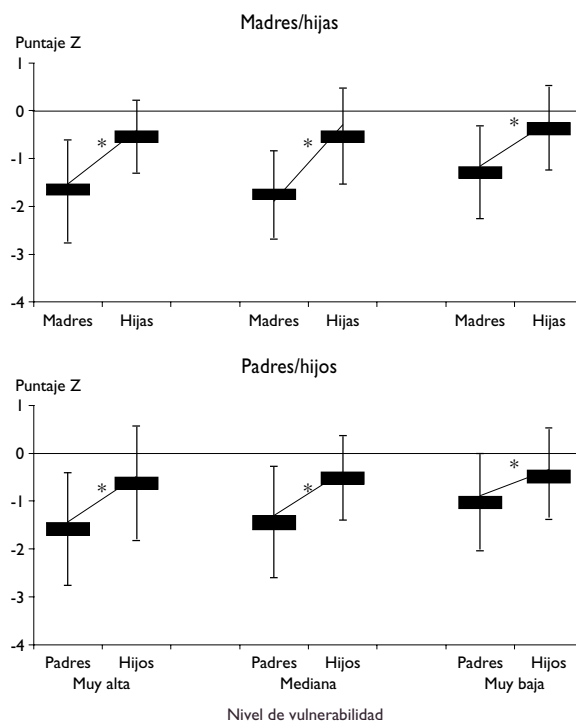 Madres/hijas
Puntaje Z
1
0
-1
-2
-3
-4
*
*
*
Madres Hijas Madres Hijas Madres Hijas
Padres/hijos
Puntaje Z
1
0
-1
-2
-3
-4
*
*
*
Padres Hijos Padres Hijos Padres Hijos
Muy alta Mediana Muy baja
Nivel de vulnerabilidad